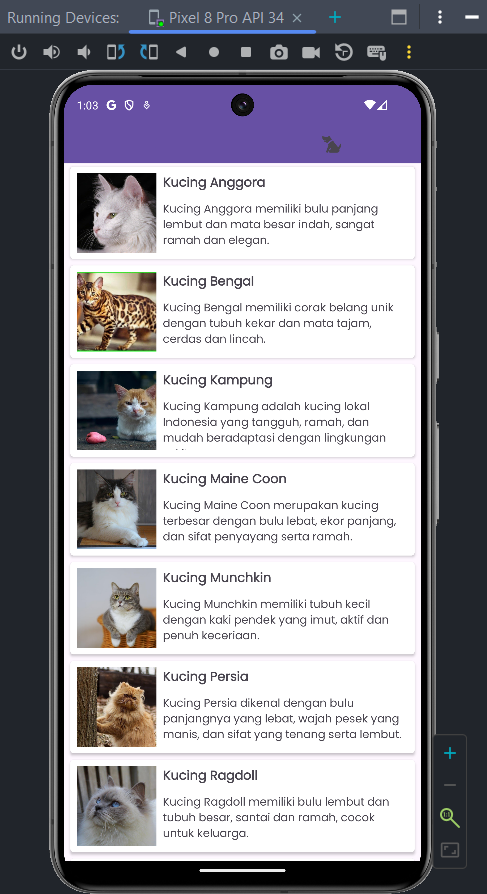 Running Devices:
Pixel 8 Pro API 34
1:03
Kucing Anggora
Kucing Anggora memiliki bulu panjang
lembut dan mata besar indah, sangat
ramah dan elegan.
Kucing Bengal
Kucing Bengal memiliki corak belang unik
dengan tubuh kekar dan mata tajam,
cerdas dan lincah.
Kucing Kampung
Kucing Kampung adalah kucing lokal
Indonesia yang tangguh, ramah, dan
mudah beradaptasi dengan lingkungan
Kucing Maine Coon
Kucing Maine Coon merupakan kucing
terbesar dengan bulu lebat, ekor panjang,
dan sifat penyayang serta ramah.
Kucing Munchkin
Kucing Munchkin memiliki tubuh kecil
dengan kaki pendek yang imut, aktif dan
penuh keceriaan.
Kucing Persia
Kucing Persia dikenal dengan bulu
panjangnya yang lebat, wajah pesek yang
manis, dan sifat yang tenang serta lembut.
Kucing Ragdoll
Kucing Ragdoll memiliki bulu lembut dan
tubuh besar, santai dan ramah, cocok
untuk keluarga.